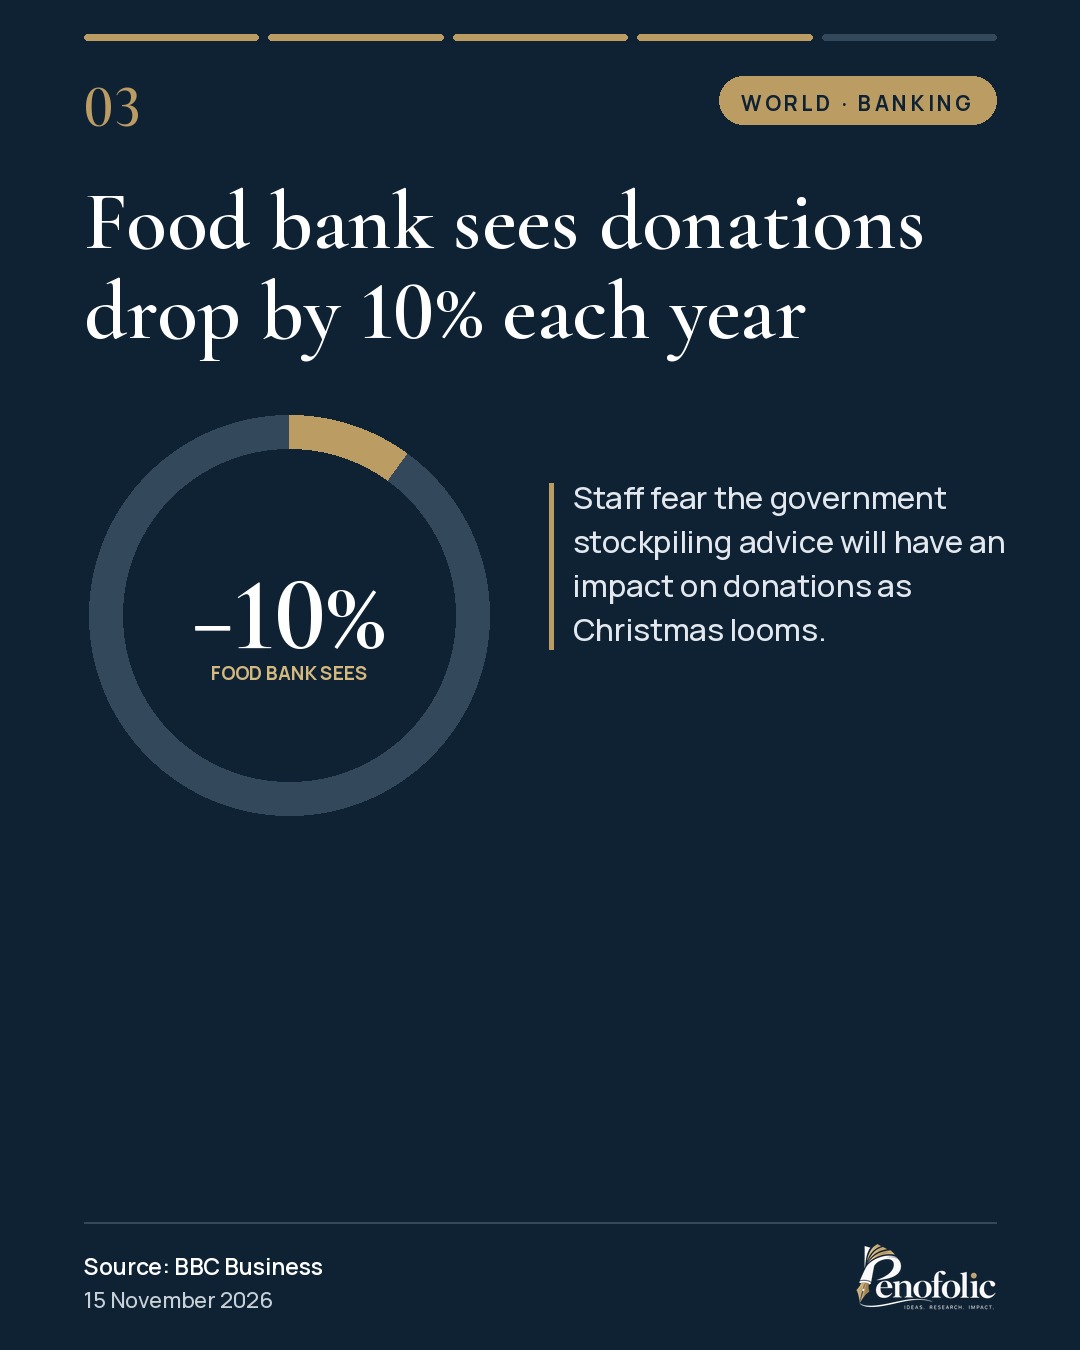 03
WORLD · BANKING
Food bank sees donations
drop by 10% each year
–10%
FOOD BANK SEES
Staff fear the government
stockpiling advice will have an
impact on donations as
Christmas looms.
Source: BBC Business
15 November 2026
Penofolic
IDEAS. RESEARCH. IMPACT.